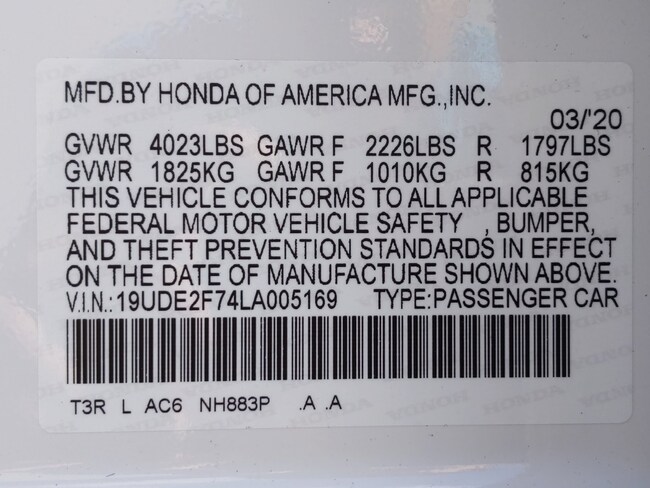 MFD.BY HONDA OF AMERICA MFG.,INC.
03/'20
GVWR 4023LBS GAWR F 2226LBS R 1797LBS
GVWR 1825KG GAWR F 1010KG R 815KG
THIS VEHICLE CONFORMS TO ALL APPLICABLE
FEDERAL MOTOR VEHICLE SAFETY , BUMPER,
AND THEFT PREVENTION STANDARDS IN EFFECT
ON THE DATE OF MANUFACTURE SHOWN ABOVE.
V.I.N.:19UDE2F74LA005169 TYPE:PASSENGER CAR
T3R L AC6 NH883P .A .A